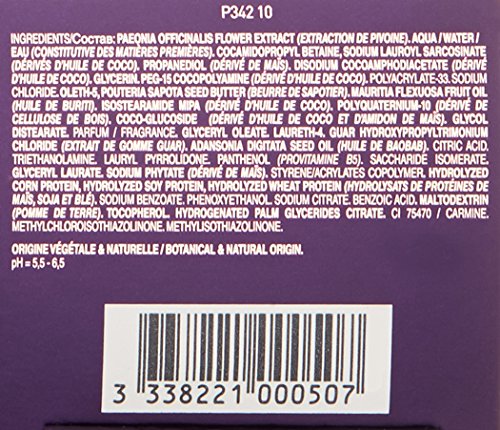 P342 10
INGREDIENTS/Состав: PAEONIA OFFICINALIS FLOWER EXTRACT (EXTRACTION DE PIVOINE). AQUA / WATER /
EAU (CONSTITUTIVE DES MATIÈRES PREMIÈRES). COCAMIDOPROPYL BETAINE, SODIUM LAUROYL SARCOSINATE
(DÉRIVÉS D'HUILE DE COCO). PROPANEDIOL (DÉRIVÉ DE MAÏS). DISODIUM COCOAMPHODIACETATE (DÉRIVÉ
D'HUILE DE COCO). GLYCERIN. PEG-15 COCOPOLYAMINE (DÉRIVÉ D'HUILE DE COCO). POLYACRYLATE-33. SODIUM
CHLORIDE. OLETH-5, POUTERIA SAPOTA SEED BUTTER (BEURRE DE SAPOTIER). MAURITIA FLEXUOSA FRUIT OIL
(HUILE DE BURITI). ISOSTEARAMIDE MIPA (DÉRIVÉ D'HUILE DE COCO). POLYQUATERNIUM-10 (DÉRIVÉ DE
CELLULOSE DE BOIS). COCO-GLUCOSIDE (DÉRIVÉ D'HUILE DE COCO ET D'AMIDON DE MAÏS). GLYCOL
DISTEARATE. PARFUM / FRAGRANCE. GLYCERYL OLEATE. LAURETH-4. GUAR HYDROXYPROPYLTRIMONIUM
CHLORIDE (EXTRAIT DE GOMME GUAR). ADANSONIA DIGITATA SEED OIL (HUILE DE BAOBAB). CITRIC ACID.
TRIETHANOLAMINE. LAURYL PYRROLIDONE. PANTHENOL (PROVITAMINE B5). SACCHARIDE ISOMERATE.
GLYCERYL LAURATE. SODIUM PHYTATE (DÉRIVÉ DE MAÏS). STYRENE/ACRYLATES COPOLYMER. HYDROLYZED
CORN PROTEIN, HYDROLYZED SOY PROTEIN, HYDROLYZED WHEAT PROTEIN (HYDROLYSATS DE PROTÉINES DE
MAÏS, SOJA ET BLÉ). SODIUM BENZOATE. PHENOXYETHANOL SODIUM CITRATE. BENZOIC ACID. MALTODEXTRIN
(POMME DE TERRE). TOCOPHEROL. HYDROGENATED PALM GLYCERIDES CITRATE. CI 75470 / CARMINE.
METHYLCHLOROISOTHIAZOLINONE. METHYLISOTHIAZOLINONE.
ORIGINE VÉGÉTALE & NATURELLE / BOTANICAL & NATURAL ORIGIN.
pH = 5,5 - 6,5
3 338221 000507